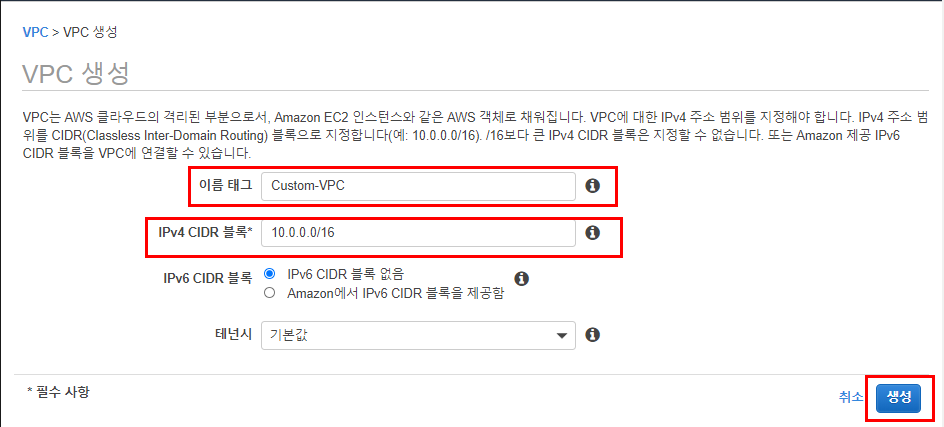 VPC > VPC 생성
VPC 생성
VPC는 AWS 클라우드의 격리된 부분으로서, Amazon EC2 인스턴스와 같은 AWS 객체로 채워집니다. VPC에 대한 IPv4 주소 범위를 지정해야 합니다. IPv4 주소 범
위를 CIDR(Classless Inter-Domain Routing) 블록으로 지정합니다(예: 10.0.0.0/16). /16보다 큰 IPv4 CIDR 블록은 지정할 수 없습니다. 또는 Amazon 제공 IPv6
CIDR 블록을 VPC에 연결할 수 있습니다.
이름 태그 Custom-VPC
IPv4 CIDR 블록* 10.0.0.0/16
IPv6 CIDR 블록 IPv6 CIDR 블록 없음
Amazon에서 IPv6 CIDR 블록을 제공함
테넌시 기본값
* 필수 사항
취소 생성